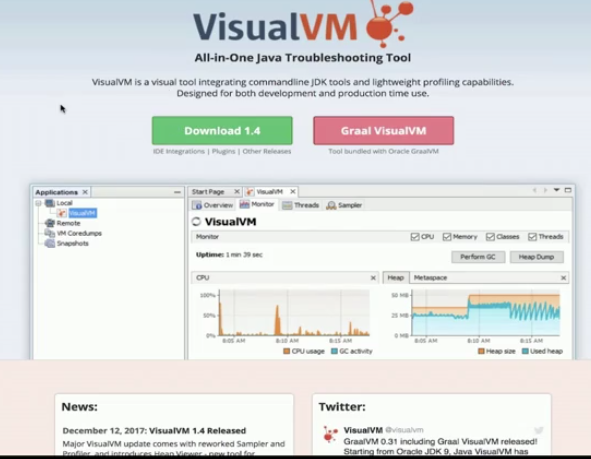 VisualVM
All-in-One Java Troubleshooting Tool
VisualVM is a visual tool integrating commandline JDK tools and lightweight profiling capabilities.
Designed for both development and production time use.
Download 1.4
Graal VisualVM
IDE Integrations | Plugins | Other Releases
Tool bundled with Oracle GraalVM
Applications
Local
VisualVM
Remote
VM Coredumps
Snapshots
Start Page
VisualVM
Overview
Monitor
Threads
Sampler
VisualVM
Monitor
CPU
Memory
Classes
Threads
Uptime: 1 min 39 sec
Perform GC
Heap Dump
CPU
Heap
Metaspace
100%
50%
0%
8:05 AM
8:10 AM
8:15 AM
CPU usage
GC activity
50 MB
25 MB
0 MB
8:05 AM
8:10 AM
8:15 AM
Heap size
Used heap
News:
December 12, 2017: VisualVM 1.4 Released
Major VisualVM update comes with reworked Sampler and
Profiler, and introduces Heap Viewer - new tool for
Twitter:
VisualVM @visualvm
GraalVM 0.31 including Graal VisualVM released!
Starting from Oracle JDK 9, Java VisualVM has